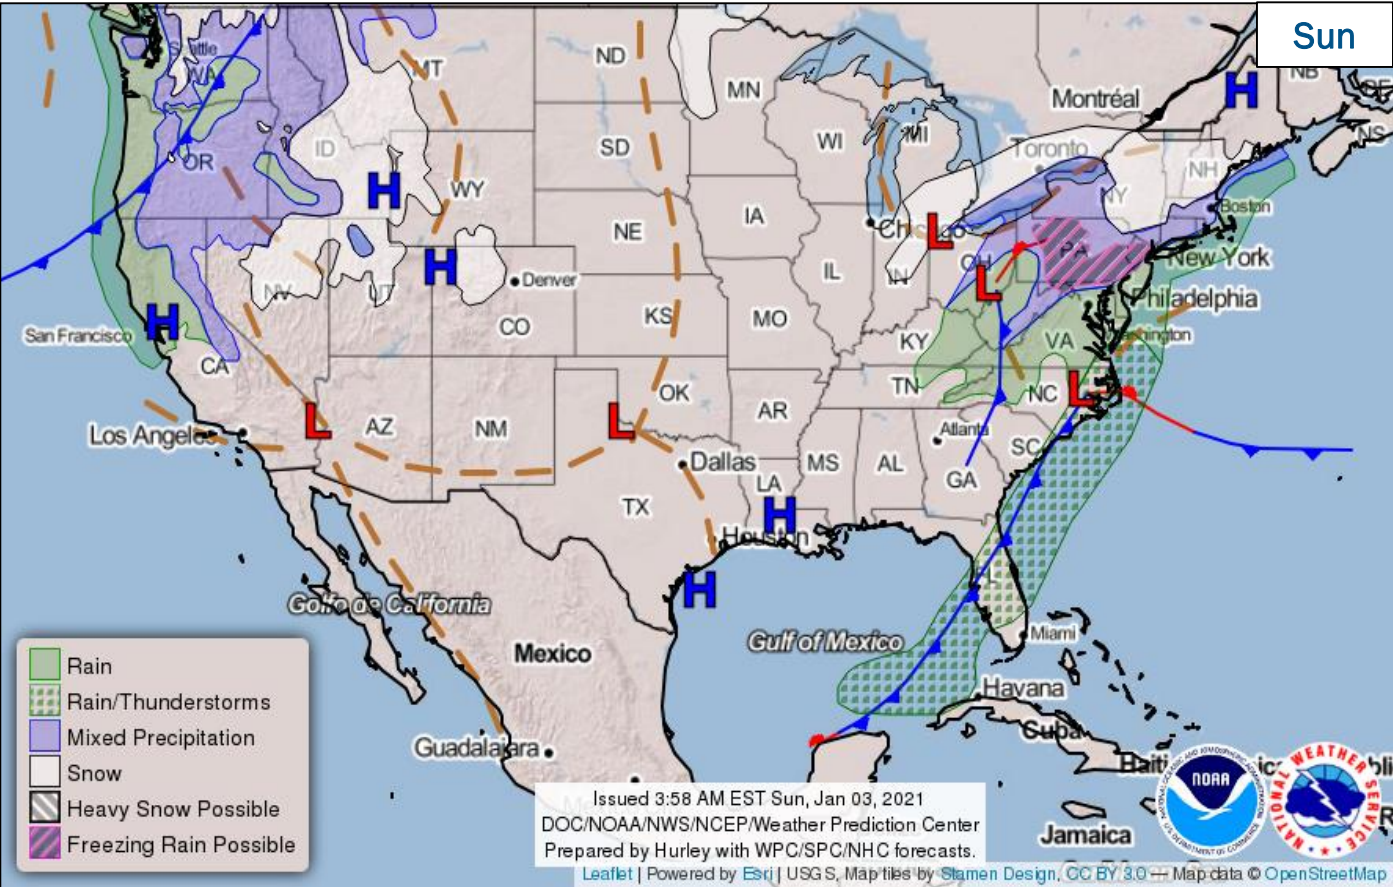 Sun
NB
MT
ND
MN
Montréal
Seattle
WA
NS
WI
MI
Toronto
SD
ID
OR
NH
WY
NY
IA
Boston
NE
Chicago
OH
PA
New York
IL
IN
NV
UT
Denver
Philadelphia
CO
KS
MO
San Francisco
KY
VA
Washington
CA
TN
NC
OK
AR
Los Angeles
AZ
NM
Atlanta
SC
Dallas
MS
AL
LA
GA
TX
Houston
FL
Golfo de California
Gulf of Mexico
Miami
Mexico
Havana
Cuba
Guadalajara
Haiti
Jamaica
H
H
H
H
H
H
L
L
L
L
L
Rain
Rain/Thunderstorms
Mixed Precipitation
Snow
Heavy Snow Possible
Freezing Rain Possible
Issued 3:58 AM EST Sun, Jan 03, 2021
DOC/NOAA/NWS/NCEP/Weather Prediction Center
Prepared by Hurley with WPC/SPC/NHC forecasts.
NOAA
NATIONAL WEATHER SERVICE
Leaflet | Powered by Esri | USGS, Map tiles by Stamen Design, CC BY 3.0 — Map data © OpenStreetMap